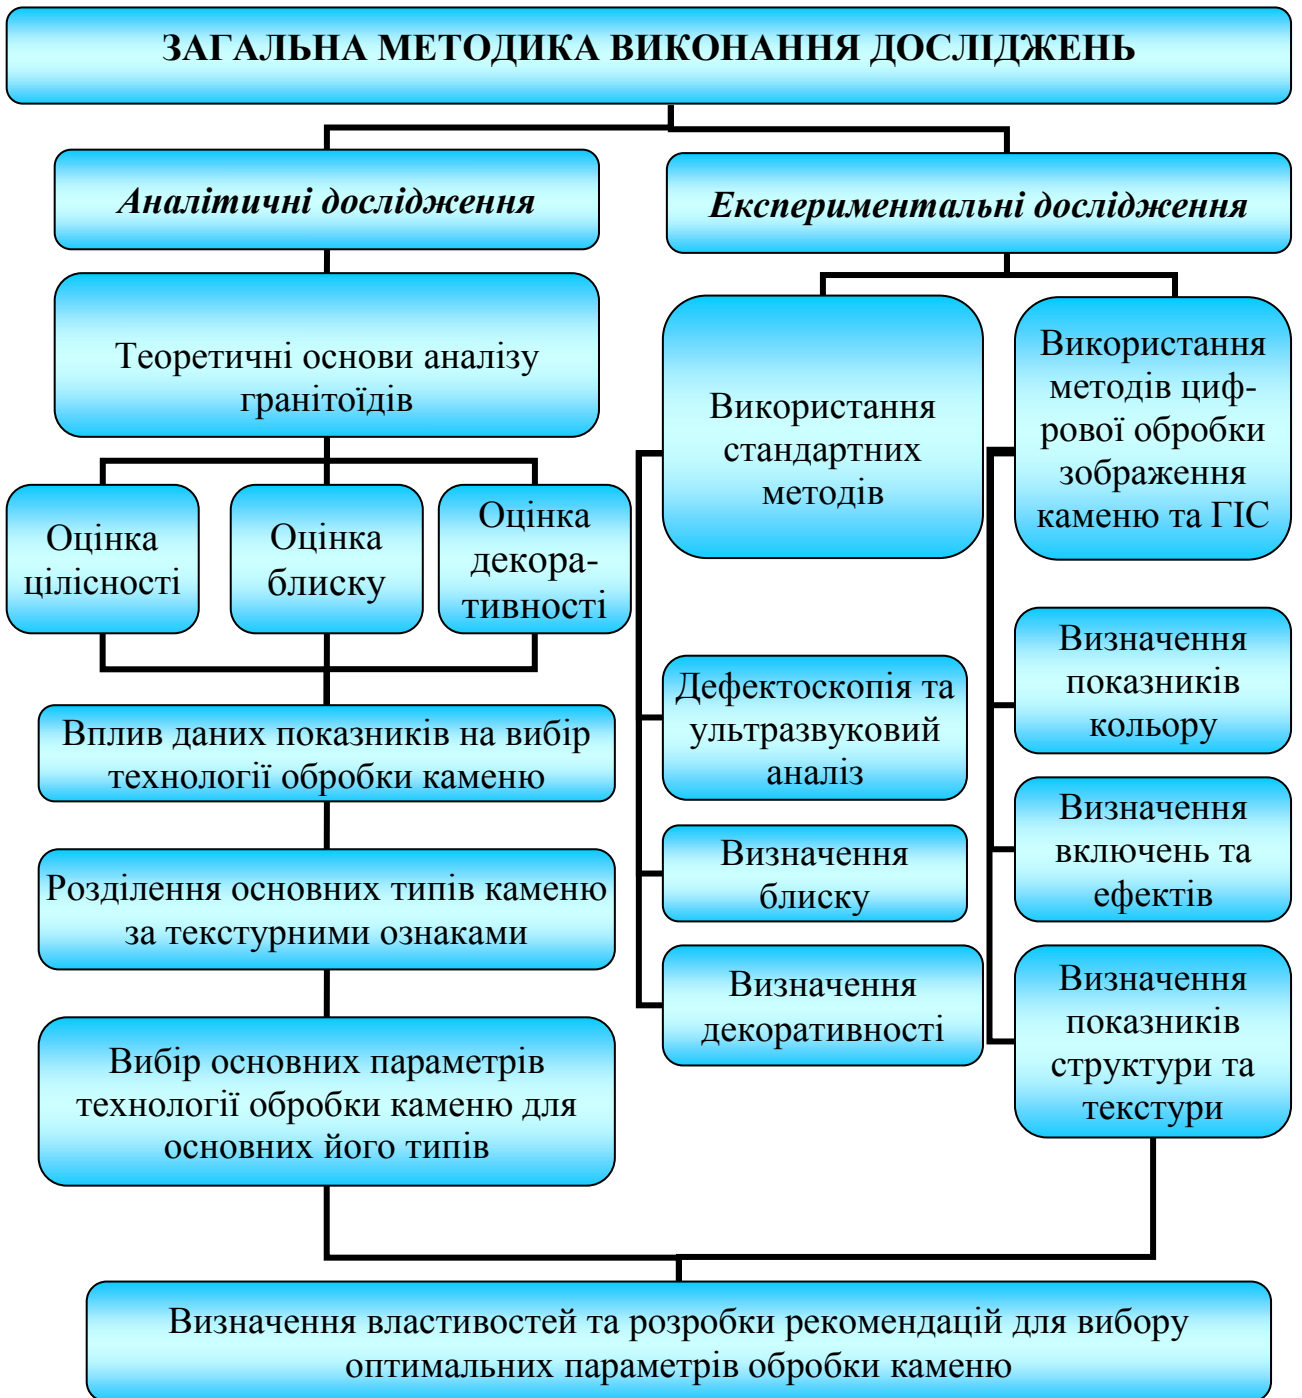 ЗАГАЛЬНА МЕТОДИКА ВИКОНАННЯ ДОСЛІДЖЕНЬ
Аналітичні дослідження
Теоретичні основи аналізу
гранітоїдів
Оцінка
цілісності
Оцінка
блиску
Оцінка
декора-
тивності
Вплив даних показників на вибір
технології обробки каменю
Розділення основних типів каменю
за текстурними ознаками
Вибір основних параметрів
технології обробки каменю для
основних його типів
Експериментальні дослідження
Використання
стандартних
методів
Дефектоскопія та
ультразвуковий
аналіз
Визначення
блиску
Визначення
декоративності
Використання
методів циф-
рової обробки
зображення
каменю та ГІС
Визначення
показників
кольору
Визначення
включень та
ефектів
Визначення
показників
структури та
текстури
Визначення властивостей та розробки рекомендацій для вибору
оптимальних параметрів обробки каменю